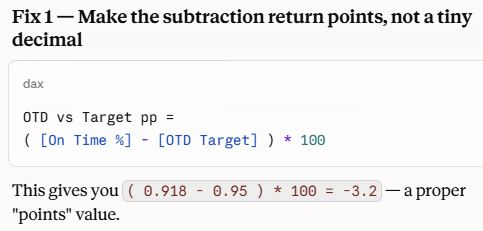 Fix 1 — Make the subtraction return points, not a tiny
decimal
dax
OTD vs Target pp =
( [On Time %] - [OTD Target] ) * 100
This gives you ( 0.918 - 0.95 ) * 100 = -3.2 — a proper
"points" value.